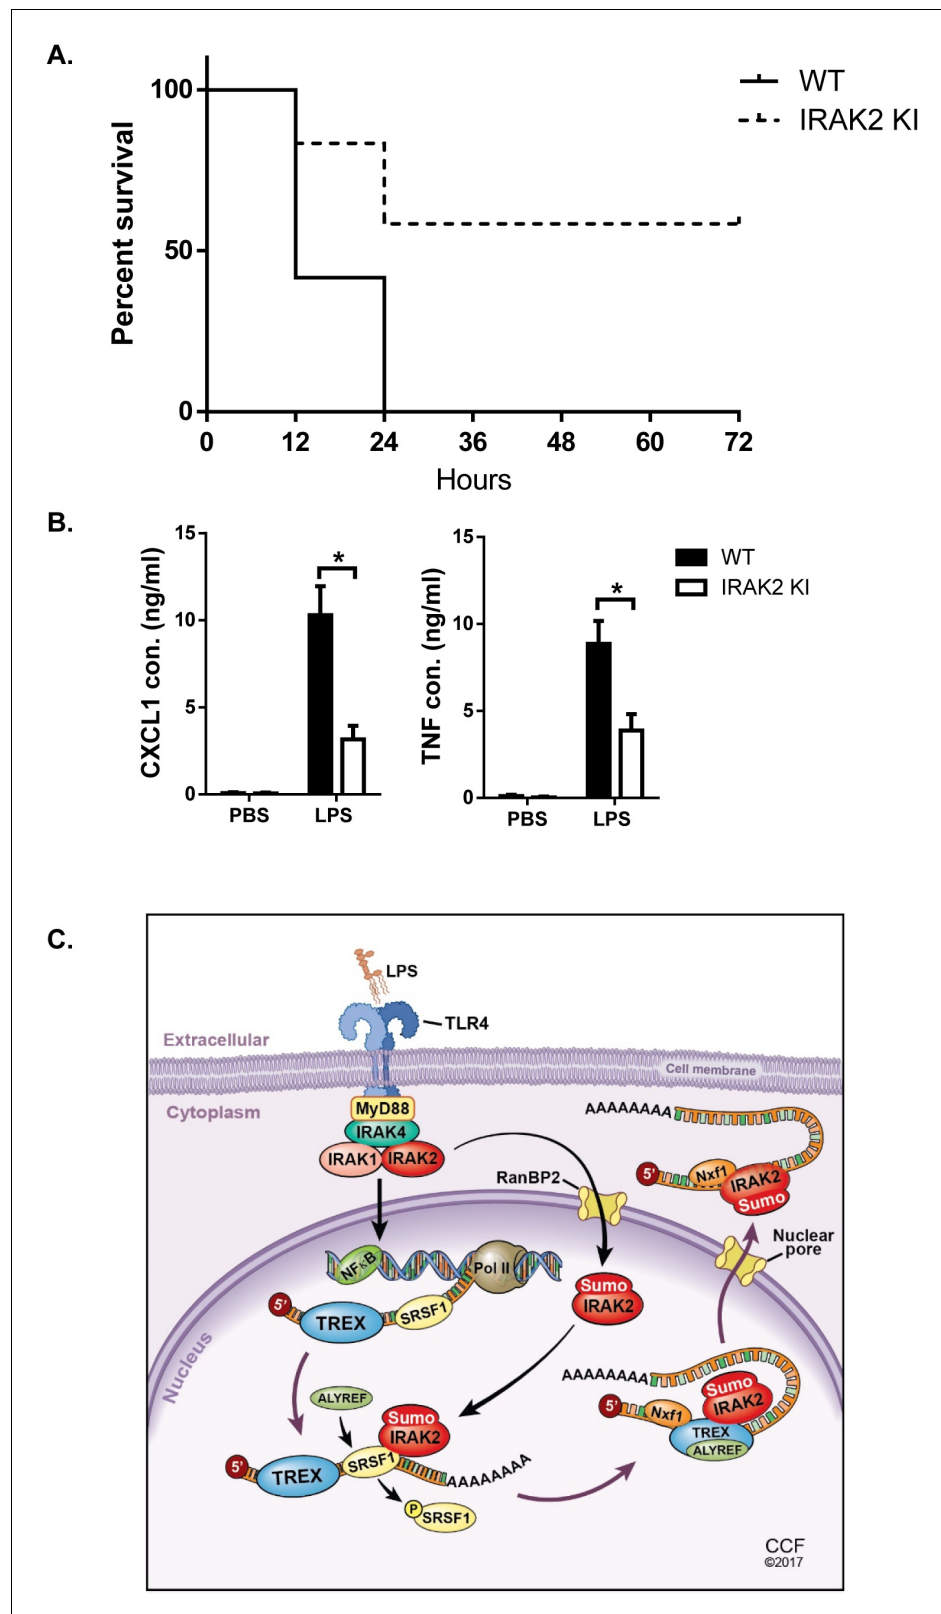 A.
100
50
0
Percent survival
WT
IRAK2 KI
0 12 24 36 48 60 72
Hours
B.
15
10
5
0
CXCL1 con. (ng/ml)
*
PBS LPS
15
10
5
0
TNF con. (ng/ml)
*
PBS LPS
WT
IRAK2 KI
C.
LPS
TLR4
Extracellular
Cell membrane
Cytoplasm
MyD88
IRAK4
IRAK1 IRAK2
AAAAAAAA
5' Nxf1 IRAK2
Sumo
RanBP2
Nuclear
pore
NFκB Pol II
Sumo
IRAK2
5' TREX SRSF1
Nucleus
AAAAAAAA
5' Nxf1
Sumo
IRAK2
TREX
ALYREF
ALYREF
Sumo
IRAK2
5' TREX SRSF1 AAAAAAAA
P SRSF1
CCF
©2017